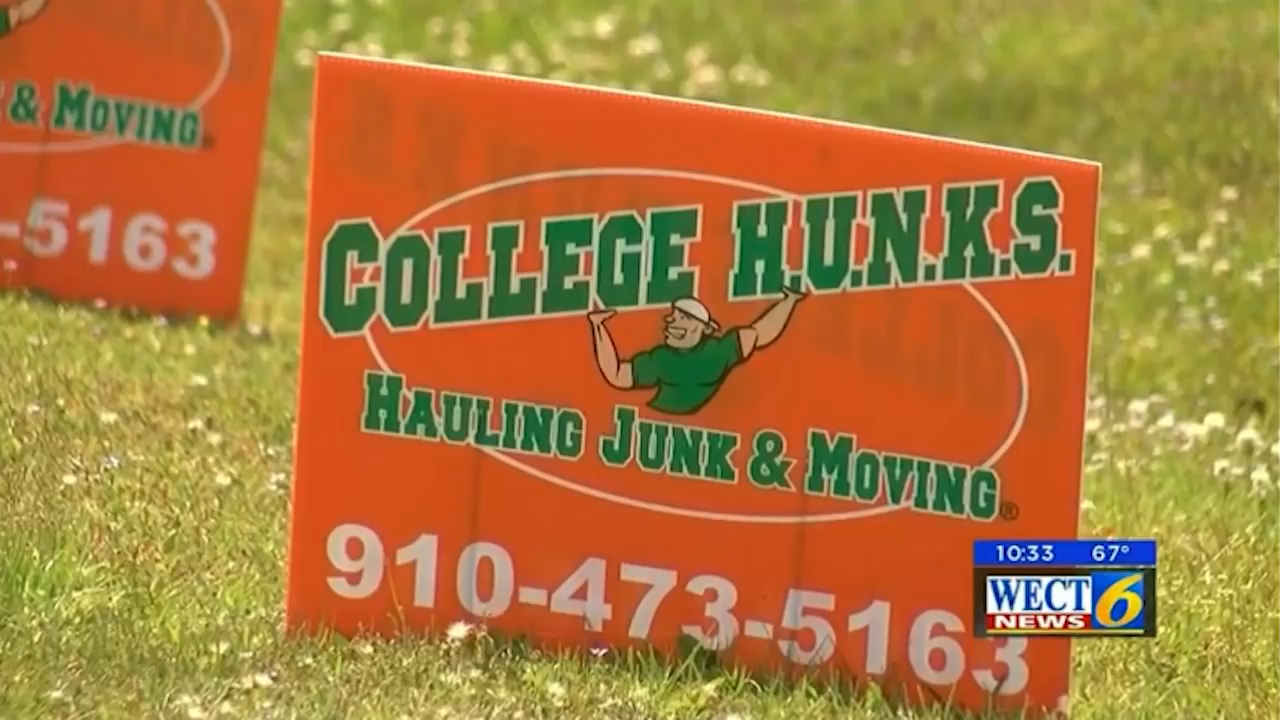 & MOVING
-5163
COLLEGE H.U.N.K.S.
HAULING JUNK & MOVING®
910-473-5163
10:33 67°
WECT 6
NEWS